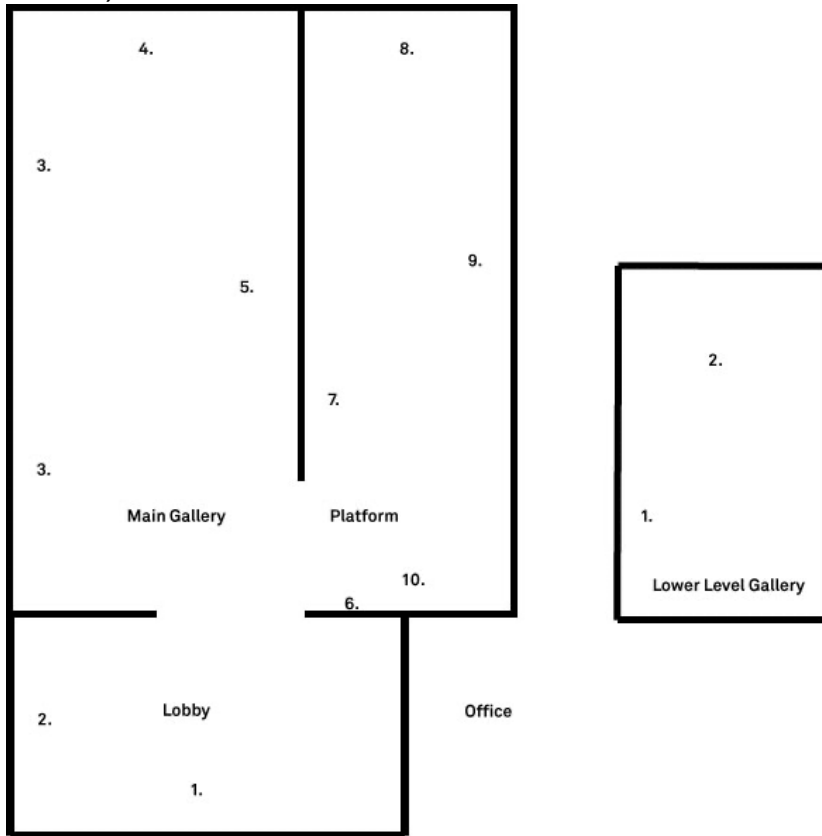 4.
8.
3.
9.
5.
2.
7.
3.
Main Gallery
Platform
1.
10.
Lower Level Gallery
6.
Lobby
Office
2.
1.